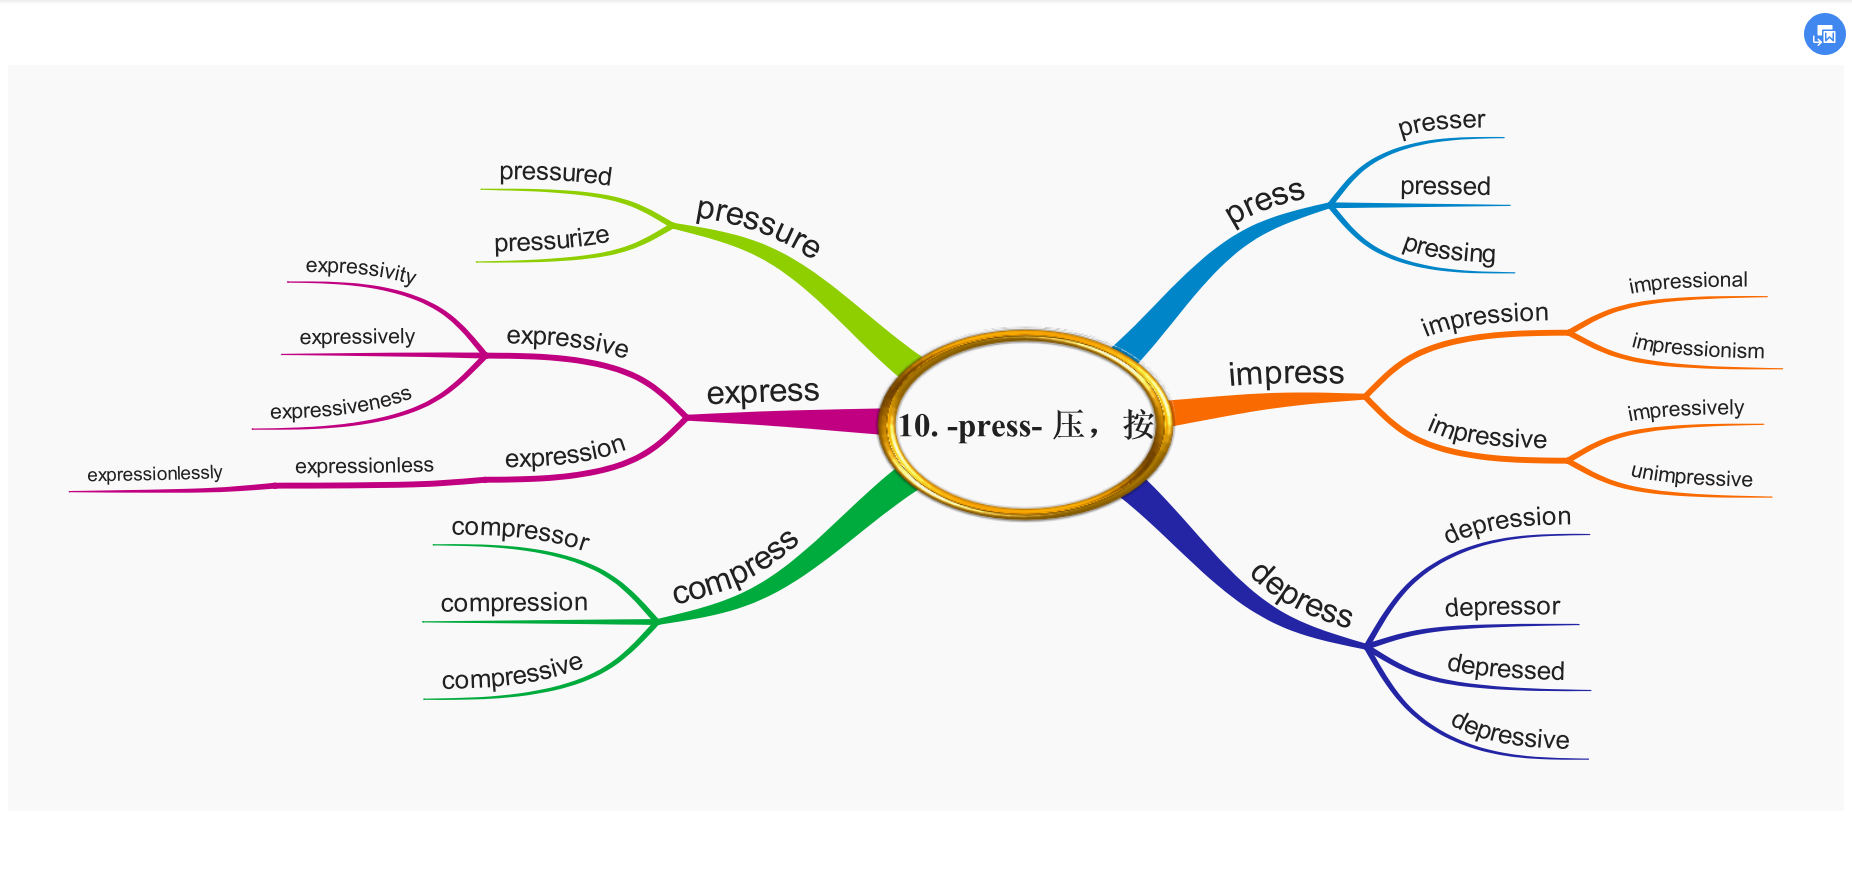 10. -press- 压，按
press
presser
pressed
pressing
impress
impression
impressional
impressionism
impressive
impressively
unimpressive
depress
depression
depressor
depressed
depressive
pressure
pressured
pressurize
express
expressive
expressivity
expressively
expressiveness
expression
expressionless
expressionlessly
compress
compressor
compression
compressive